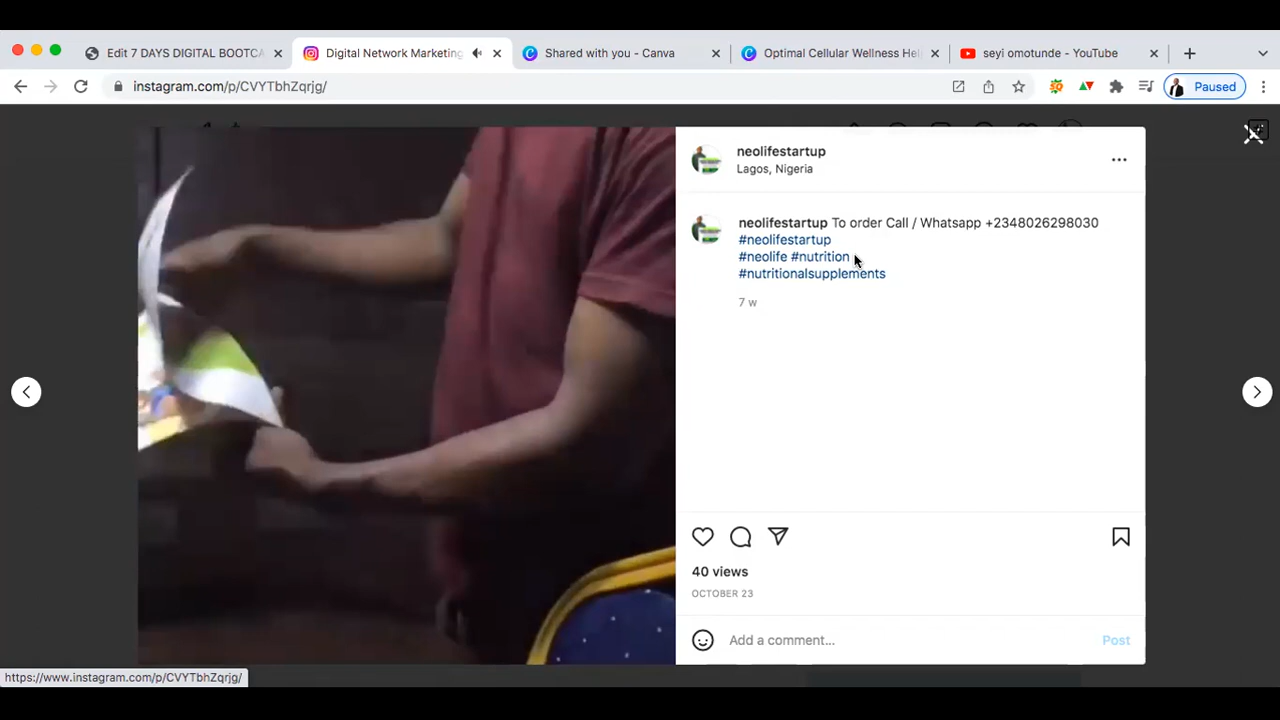 Edit 7 DAYS DIGITAL BOOTCA
Digital Network Marketing
Shared with you - Canva
Optimal Cellular Wellness Hel
seyi omotunde - YouTube
instagram.com/p/CVYTbhZqrjg/
Paused
neolifestartup
Lagos, Nigeria
neolifestartup To order Call / Whatsapp +2348026298030
#neolifestartup
#neolife #nutrition
#nutritionalsupplements
7 w
40 views
OCTOBER 23
Add a comment...
Post
https://www.instagram.com/p/CVYTbhZqrjg/